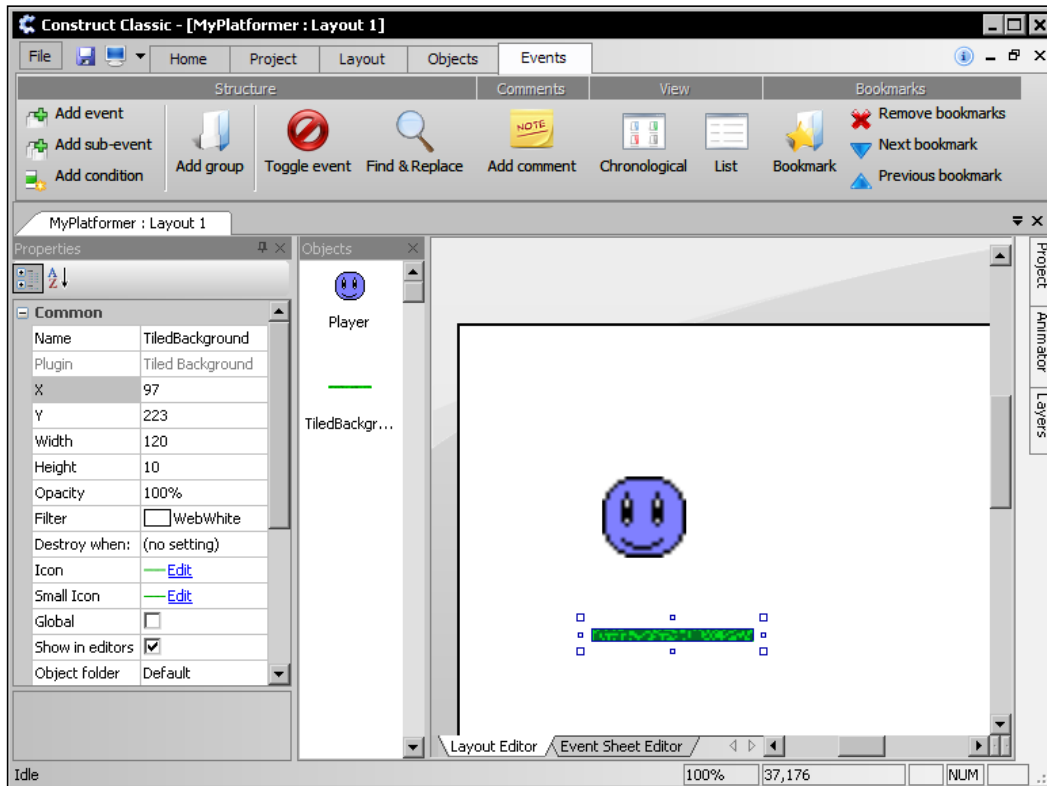 Construct Classic - [MyPlatformer : Layout 1]
File Home Project Layout Objects Events
Structure Comments View Bookmarks
Add event
Add sub-event
Add condition
Add group
Toggle event
Find & Replace
NOTE
Add comment
Chronological
List
Bookmark
Remove bookmarks
Next bookmark
Previous bookmark
MyPlatformer : Layout 1
Properties
A
Z
Common
Name TiledBackground
Plugin Tiled Background
X 97
Y 223
Width 120
Height 10
Opacity 100%
Filter WebWhite
Destroy when: (no setting)
Icon Edit
Small Icon Edit
Global
Show in editors
Object folder Default
Objects
Player
TiledBackgr...
Project
Animator
Layers
Layout Editor Event Sheet Editor
Idle 100% 37,176 NUM